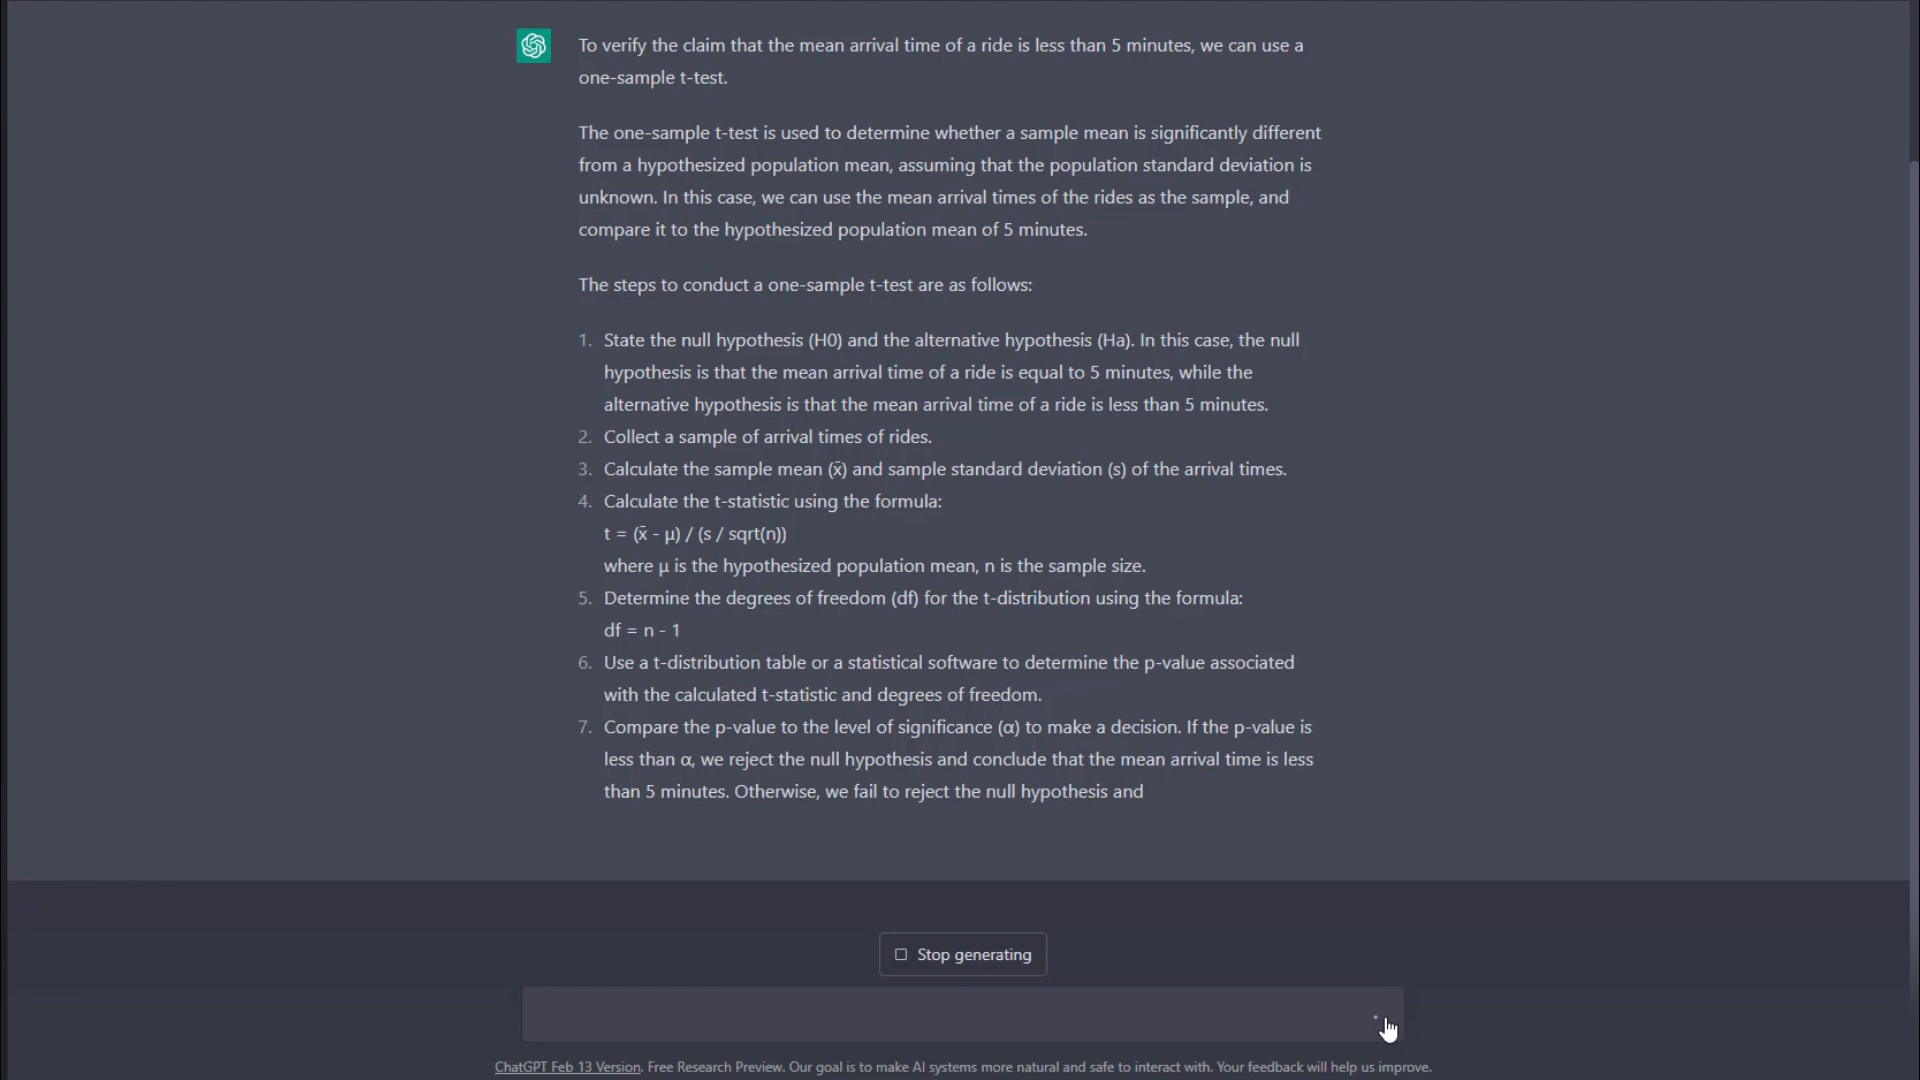 To verify the claim that the mean arrival time of a ride is less than 5 minutes, we can use a
one-sample t-test.
The one-sample t-test is used to determine whether a sample mean is significantly different
from a hypothesized population mean, assuming that the population standard deviation is
unknown. In this case, we can use the mean arrival times of the rides as the sample, and
compare it to the hypothesized population mean of 5 minutes.
The steps to conduct a one-sample t-test are as follows:
1. State the null hypothesis (H0) and the alternative hypothesis (Ha). In this case, the null
hypothesis is that the mean arrival time of a ride is equal to 5 minutes, while the
alternative hypothesis is that the mean arrival time of a ride is less than 5 minutes.
2. Collect a sample of arrival times of rides.
3. Calculate the sample mean (x̄) and sample standard deviation (s) of the arrival times.
4. Calculate the t-statistic using the formula:
t = (x̄ - μ) / (s / sqrt(n))
where μ is the hypothesized population mean, n is the sample size.
5. Determine the degrees of freedom (df) for the t-distribution using the formula:
df = n - 1
6. Use a t-distribution table or a statistical software to determine the p-value associated
with the calculated t-statistic and degrees of freedom.
7. Compare the p-value to the level of significance (α) to make a decision. If the p-value is
less than α, we reject the null hypothesis and conclude that the mean arrival time is less
than 5 minutes. Otherwise, we fail to reject the null hypothesis and
Stop generating
ChatGPT Feb 13 Version. Free Research Preview. Our goal is to make AI systems more natural and safe to interact with. Your feedback will help us improve.